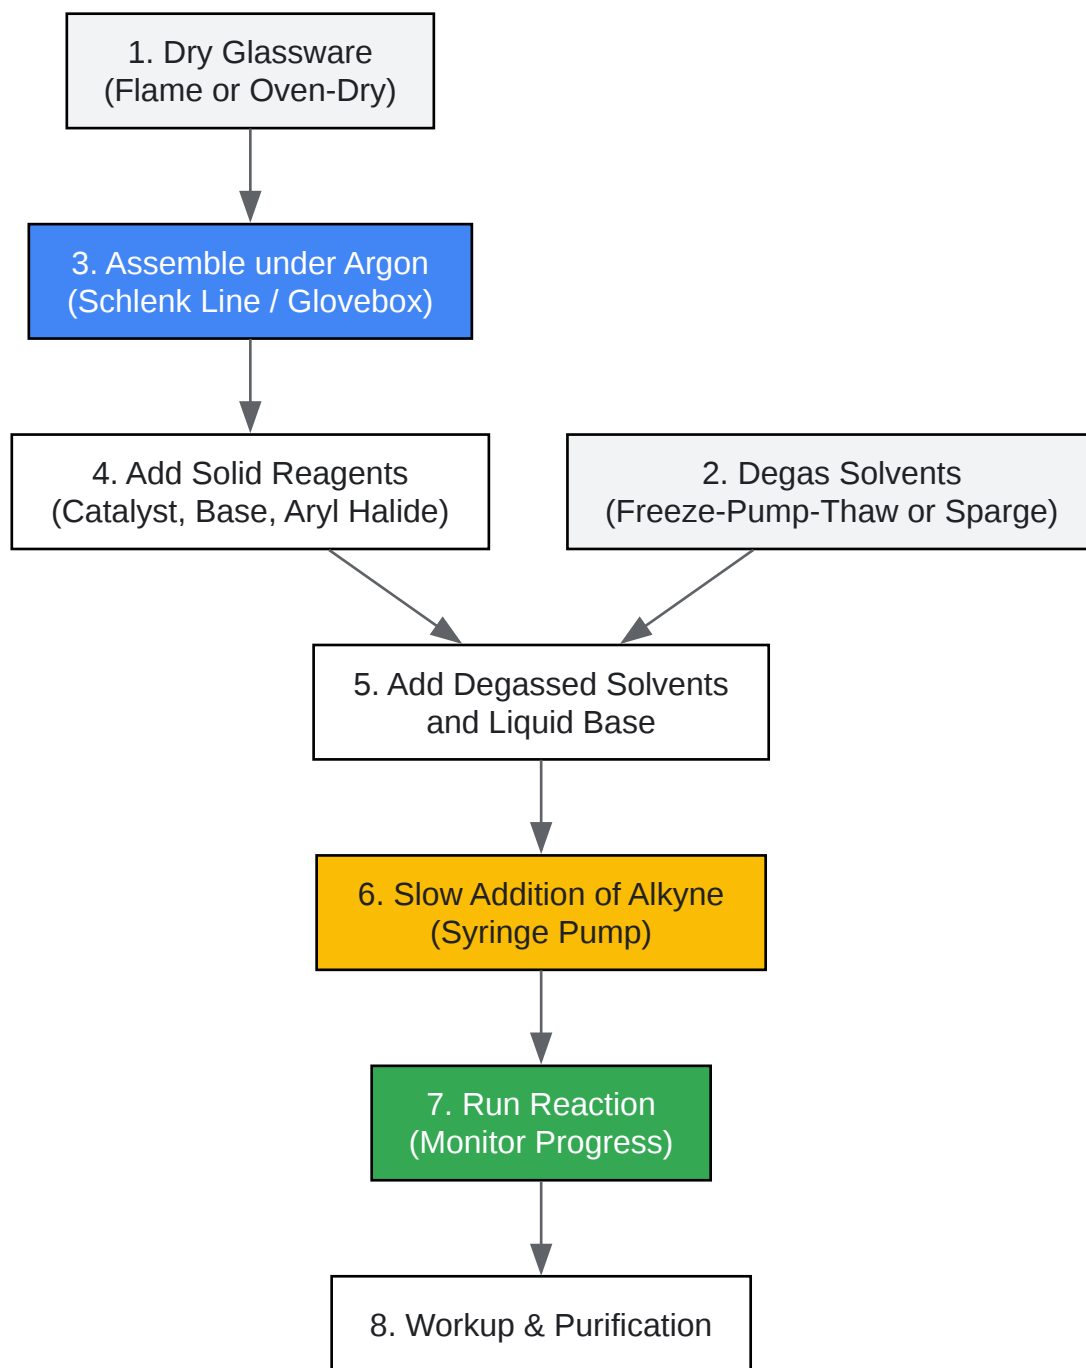 1. Dry Glassware
(Flame or Oven-Dry)
3. Assemble under Argon
(Schlenk Line / Glovebox)
4. Add Solid Reagents
(Catalyst, Base, Aryl Halide)
2. Degas Solvents
(Freeze-Pump-Thaw or Sparge)
5. Add Degassed Solvents
and Liquid Base
6. Slow Addition of Alkyne
(Syringe Pump)
7. Run Reaction
(Monitor Progress)
8. Workup & Purification